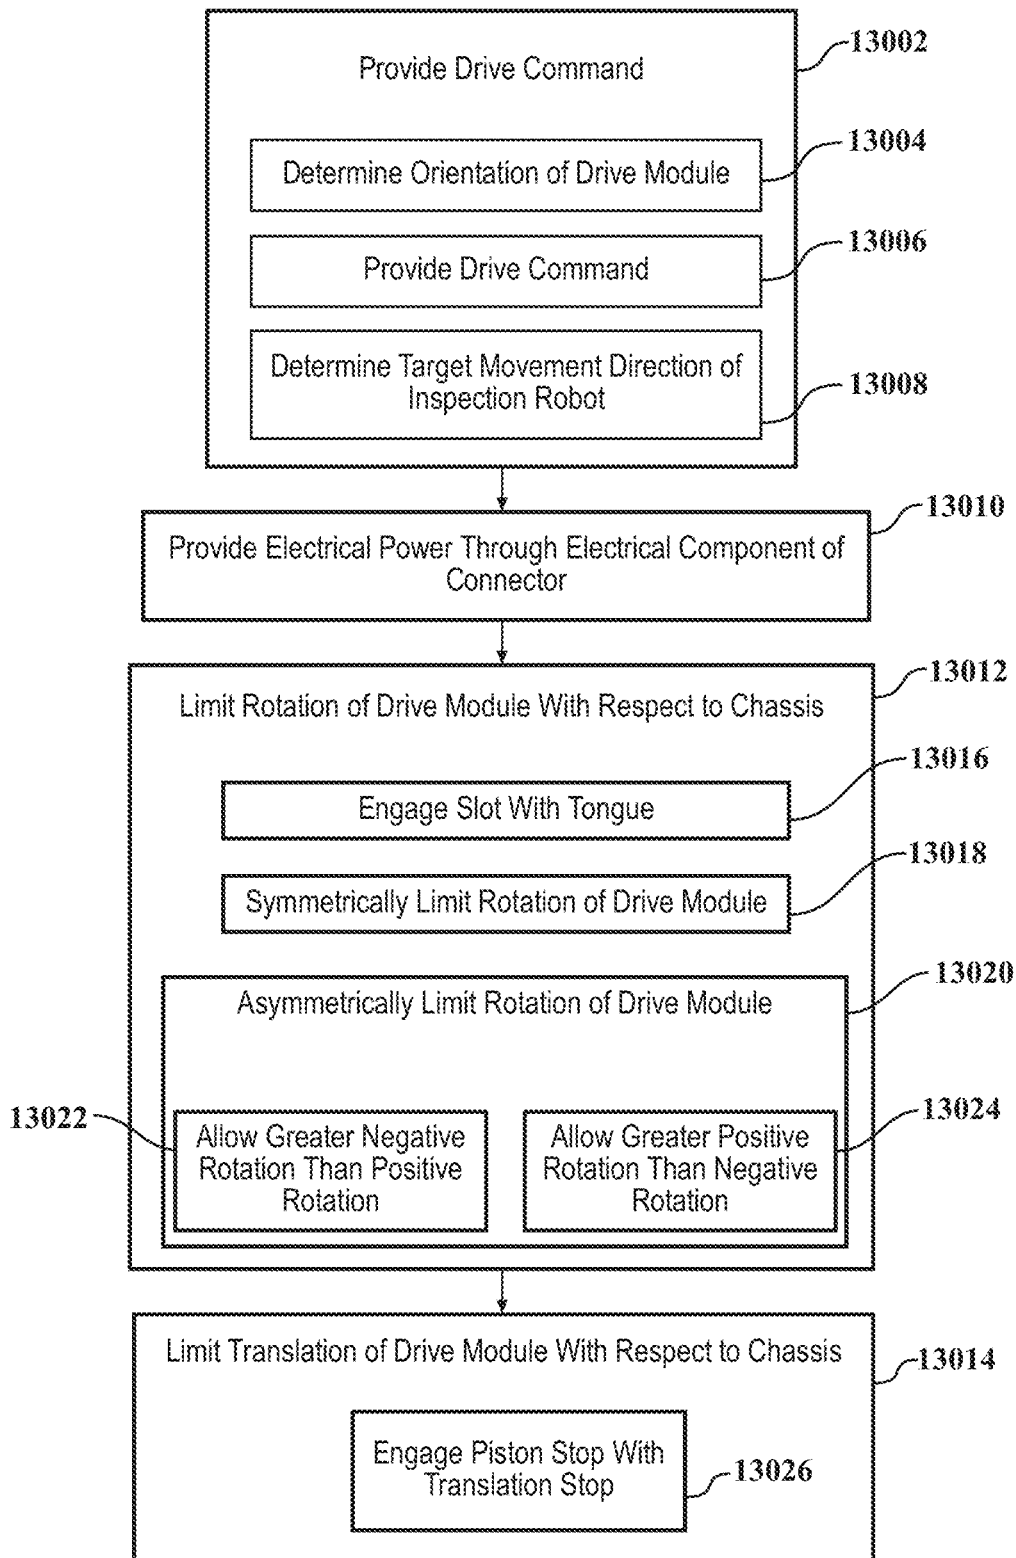 Provide Drive Command
13002
Determine Orientation of Drive Module
13004
Provide Drive Command
13006
Determine Target Movement Direction of
Inspection Robot
13008
Provide Electrical Power Through Electrical Component of
Connector
13010
Limit Rotation of Drive Module With Respect to Chassis
13012
Engage Slot With Tongue
13016
Symmetrically Limit Rotation of Drive Module
13018
Asymmetrically Limit Rotation of Drive Module
13020
13022
Allow Greater Negative
Rotation Than Positive
Rotation
Allow Greater Positive
Rotation Than Negative
Rotation
13024
Limit Translation of Drive Module With Respect to Chassis
13014
Engage Piston Stop With
Translation Stop
13026